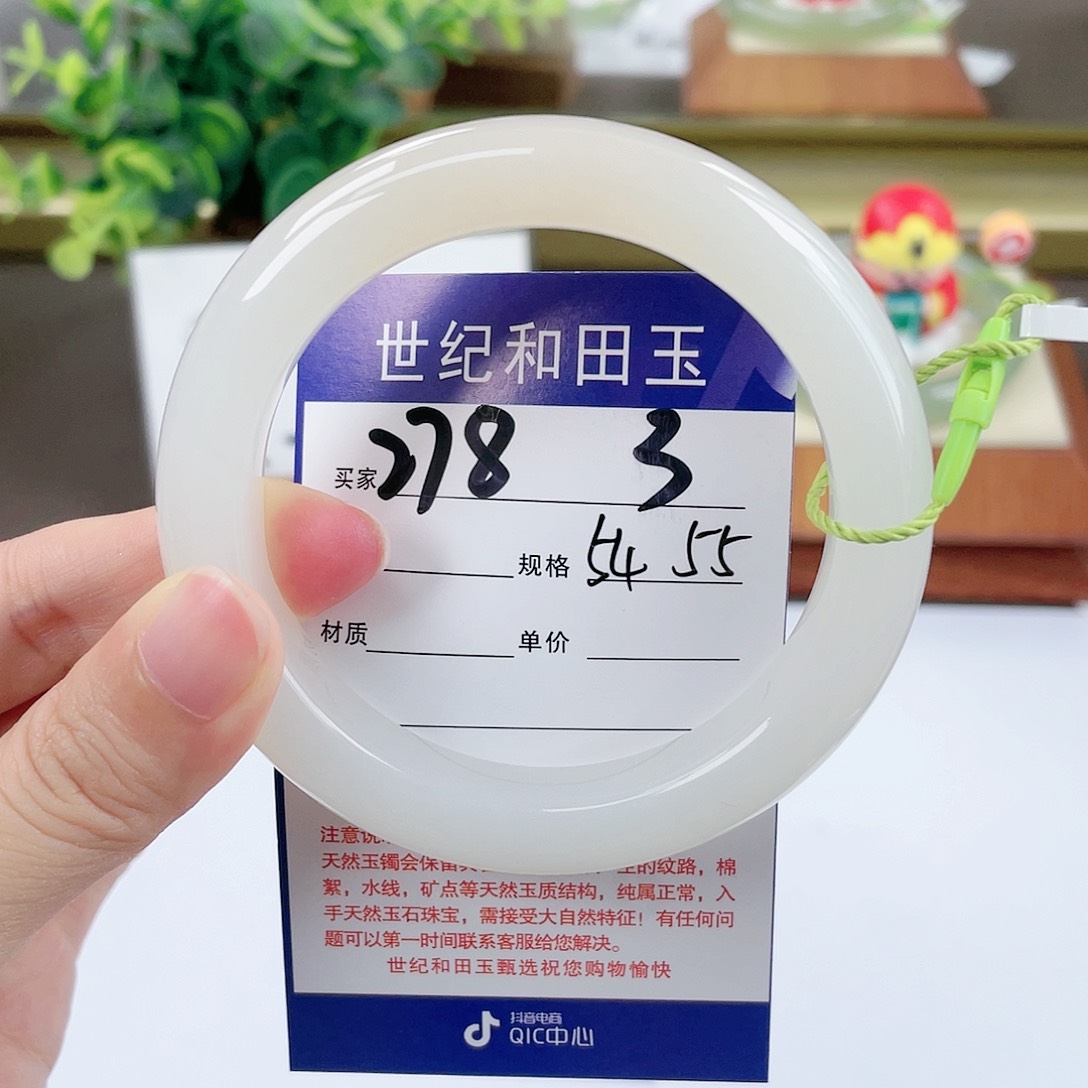 世纪和田玉
买家 278 3
规格 54 55
材质 单价
注意说
天然玉镯会保留 生的纹路，棉
絮，水线，矿点等天然玉质结构，纯属正常，入
手天然玉石珠宝，需接受大自然特征！有任何问
题可以第一时间联系客服给您解决。
世纪和田玉甄选祝您购物愉快
抖音电商
QIC中心